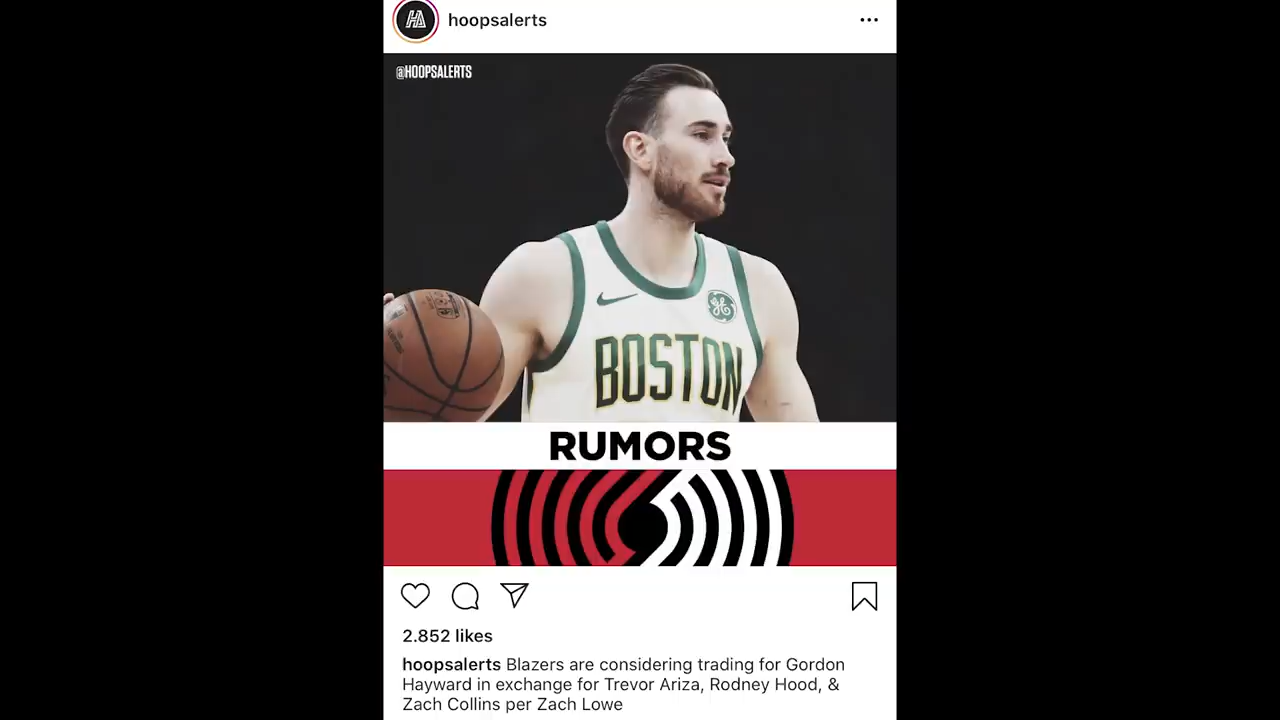 hoopsalerts
@HOOPSALERTS
BOSTON
RUMORS
2.852 likes
hoopsalerts Blazers are considering trading for Gordon
Hayward in exchange for Trevor Ariza, Rodney Hood, &
Zach Collins per Zach Lowe